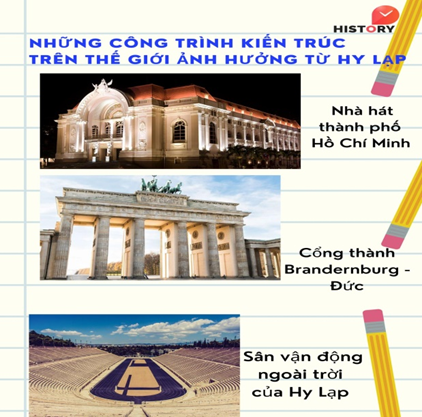 HISTORY
NHỮNG CÔNG TRÌNH KIẾN TRÚC
TRÊN THẾ GIỚI ẢNH HƯỞNG TỪ HY LẠP
Nhà hát
thành phố
Hồ Chí Minh
Cổng thành
Brandernburg -
Đức
Sân vận động
ngoài trời
của Hy Lạp